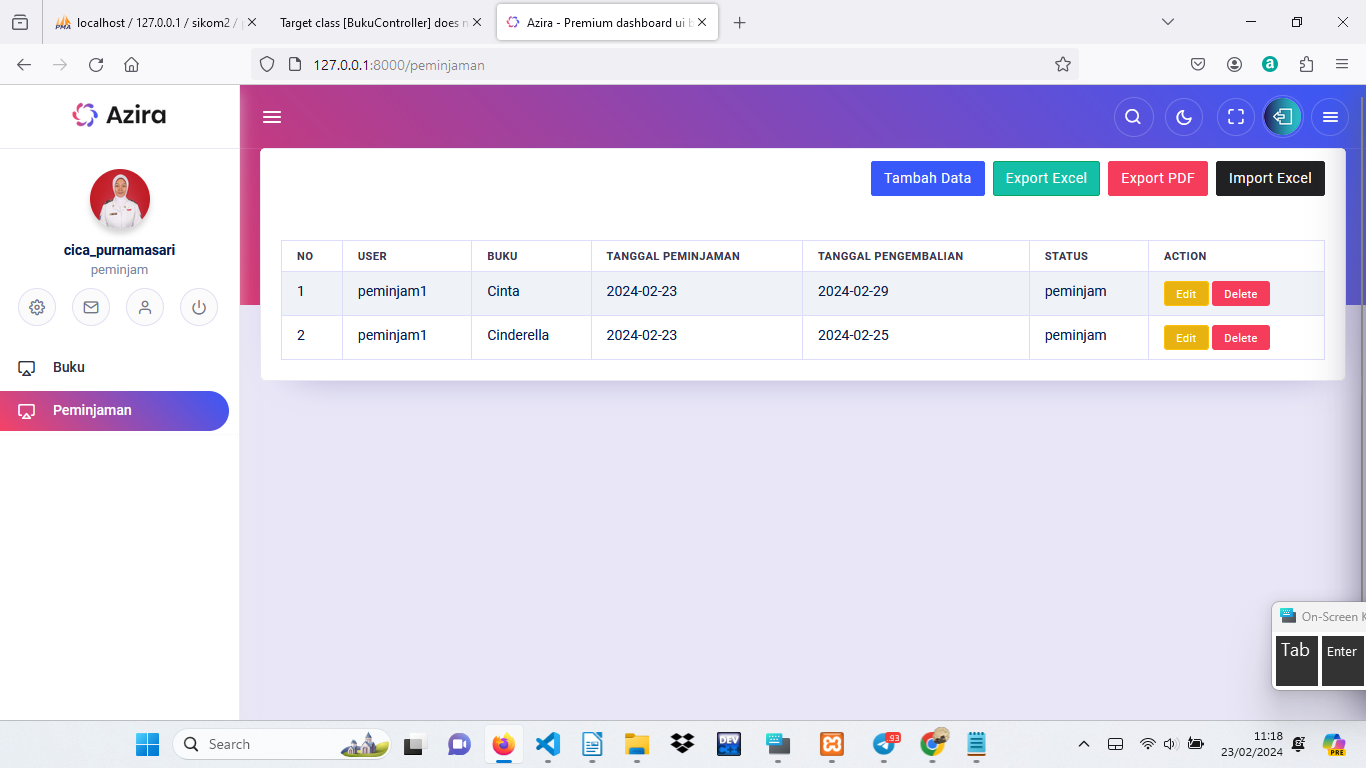 localhost / 127.0.0.1 / sikom2 / p
Target class [BukuController] does n
Azira - Premium dashboard ui b
127.0.0.1:8000/peminjaman
Azira
cica_purnamasari
peminjam
Buku
Peminjaman
Tambah Data Export Excel Export PDF Import Excel
NO USER BUKU TANGGAL PEMINJAMAN TANGGAL PENGEMBALIAN STATUS ACTION
1 peminjam1 Cinta 2024-02-23 2024-02-29 peminjam Edit Delete
2 peminjam1 Cinderella 2024-02-23 2024-02-25 peminjam Edit Delete
On-Screen K
Tab Enter
Search
DEV
93
11:18
23/02/2024
PRE